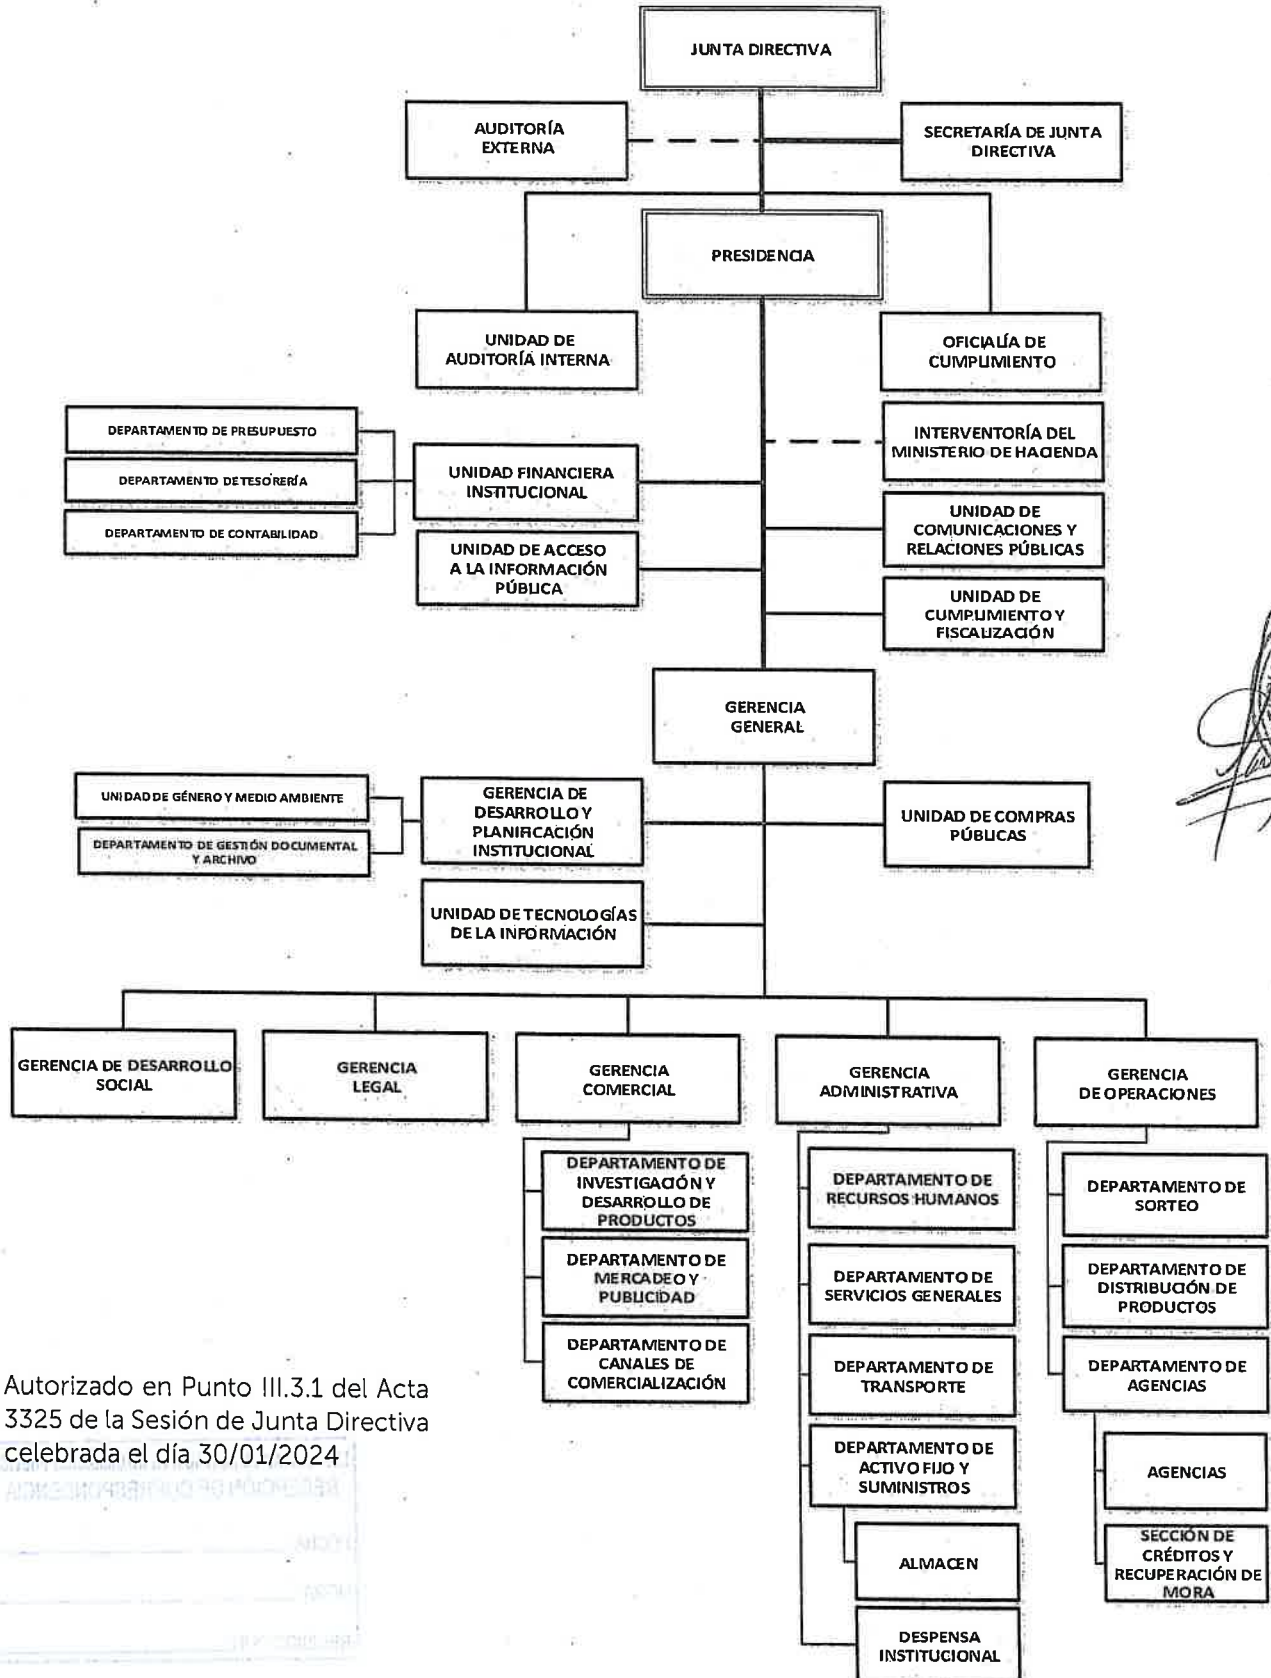 JUNTA DIRECTIVA
AUDITORÍA
EXTERNA
SECRETARÍA DE JUNTA
DIRECTIVA
PRESIDENCIA
UNIDAD DE
AUDITORÍA INTERNA
OFICIALÍA DE
CUMPLIMIENTO
DEPARTAMENTO DE PRESUPUESTO
DEPARTAMENTO DE TESORERÍA
DEPARTAMENTO DE CONTABILIDAD
UNIDAD FINANCIERA
INSTITUCIONAL
INTERVENTORÍA DEL
MINISTERIO DE HACIENDA
UNIDAD DE
COMUNICACIONES Y
RELACIONES PÚBLICAS
UNIDAD DE ACCESO
A LA INFORMACIÓN
PÚBLICA
UNIDAD DE
CUMPLIMIENTO Y
FISCALIZACIÓN
GERENCIA
GENERAL
UNIDAD DE GÉNERO Y MEDIO AMBIENTE
DEPARTAMENTO DE GESTIÓN DOCUMENTAL
Y ARCHIVO
GERENCIA DE
DESARROLLO Y
PLANIFICACIÓN
INSTITUCIONAL
UNIDAD DE COMPRAS
PÚBLICAS
UNIDAD DE TECNOLOGÍAS
DE LA INFORMACIÓN
GERENCIA DE DESARROLLO
SOCIAL
GERENCIA
LEGAL
GERENCIA
COMERCIAL
GERENCIA
ADMINISTRATIVA
GERENCIA
DE OPERACIONES
DEPARTAMENTO DE
INVESTIGACIÓN Y
DESARROLLO DE
PRODUCTOS
DEPARTAMENTO DE
MERCADEO Y
PUBLICIDAD
DEPARTAMENTO DE
CANALES DE
COMERCIALIZACIÓN
DEPARTAMENTO DE
RECURSOS HUMANOS
DEPARTAMENTO DE
SERVICIOS GENERALES
DEPARTAMENTO DE
TRANSPORTE
DEPARTAMENTO DE
ACTIVO FIJO Y
SUMINISTROS
ALMACEN
DESPENSA
INSTITUCIONAL
DEPARTAMENTO DE
SORTEO
DEPARTAMENTO DE
DISTRIBUCIÓN DE
PRODUCTOS
DEPARTAMENTO DE
AGENCIAS
AGENCIAS
SECCIÓN DE
CRÉDITOS Y
RECUPERACIÓN DE
MORA
Autorizado en Punto III.3.1 del Acta
3325 de la Sesión de Junta Directiva
celebrada el día 30/01/2024
RECEPCIÓN DE CORRESPONDENCIA